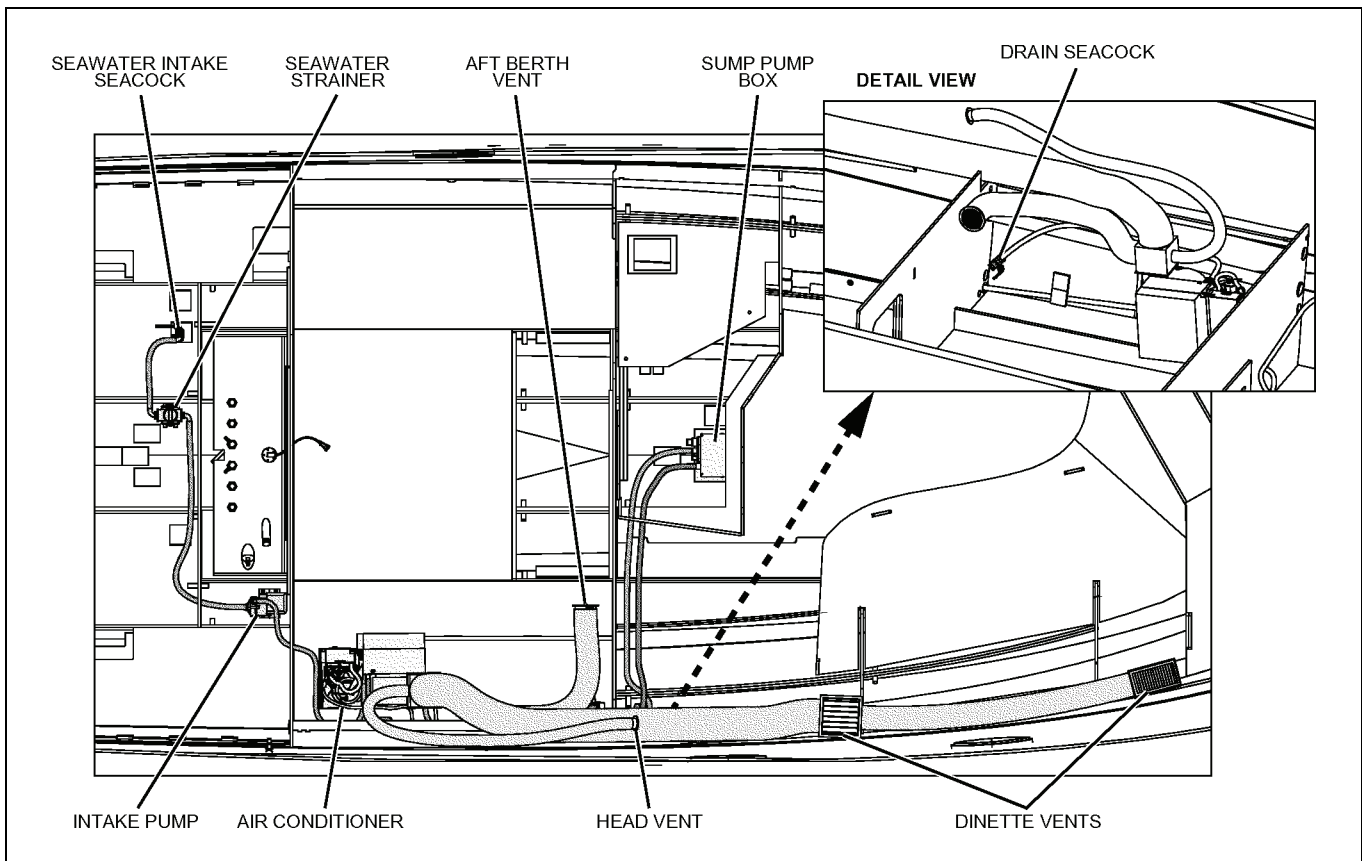 SEAWATER INTAKE
SEACOCK
SEAWATER
STRAINER
AFT BERTH
VENT
SUMP PUMP
BOX
DRAIN SEACOCK
DETAIL VIEW
INTAKE PUMP
AIR CONDITIONER
HEAD VENT
DINETTE VENTS